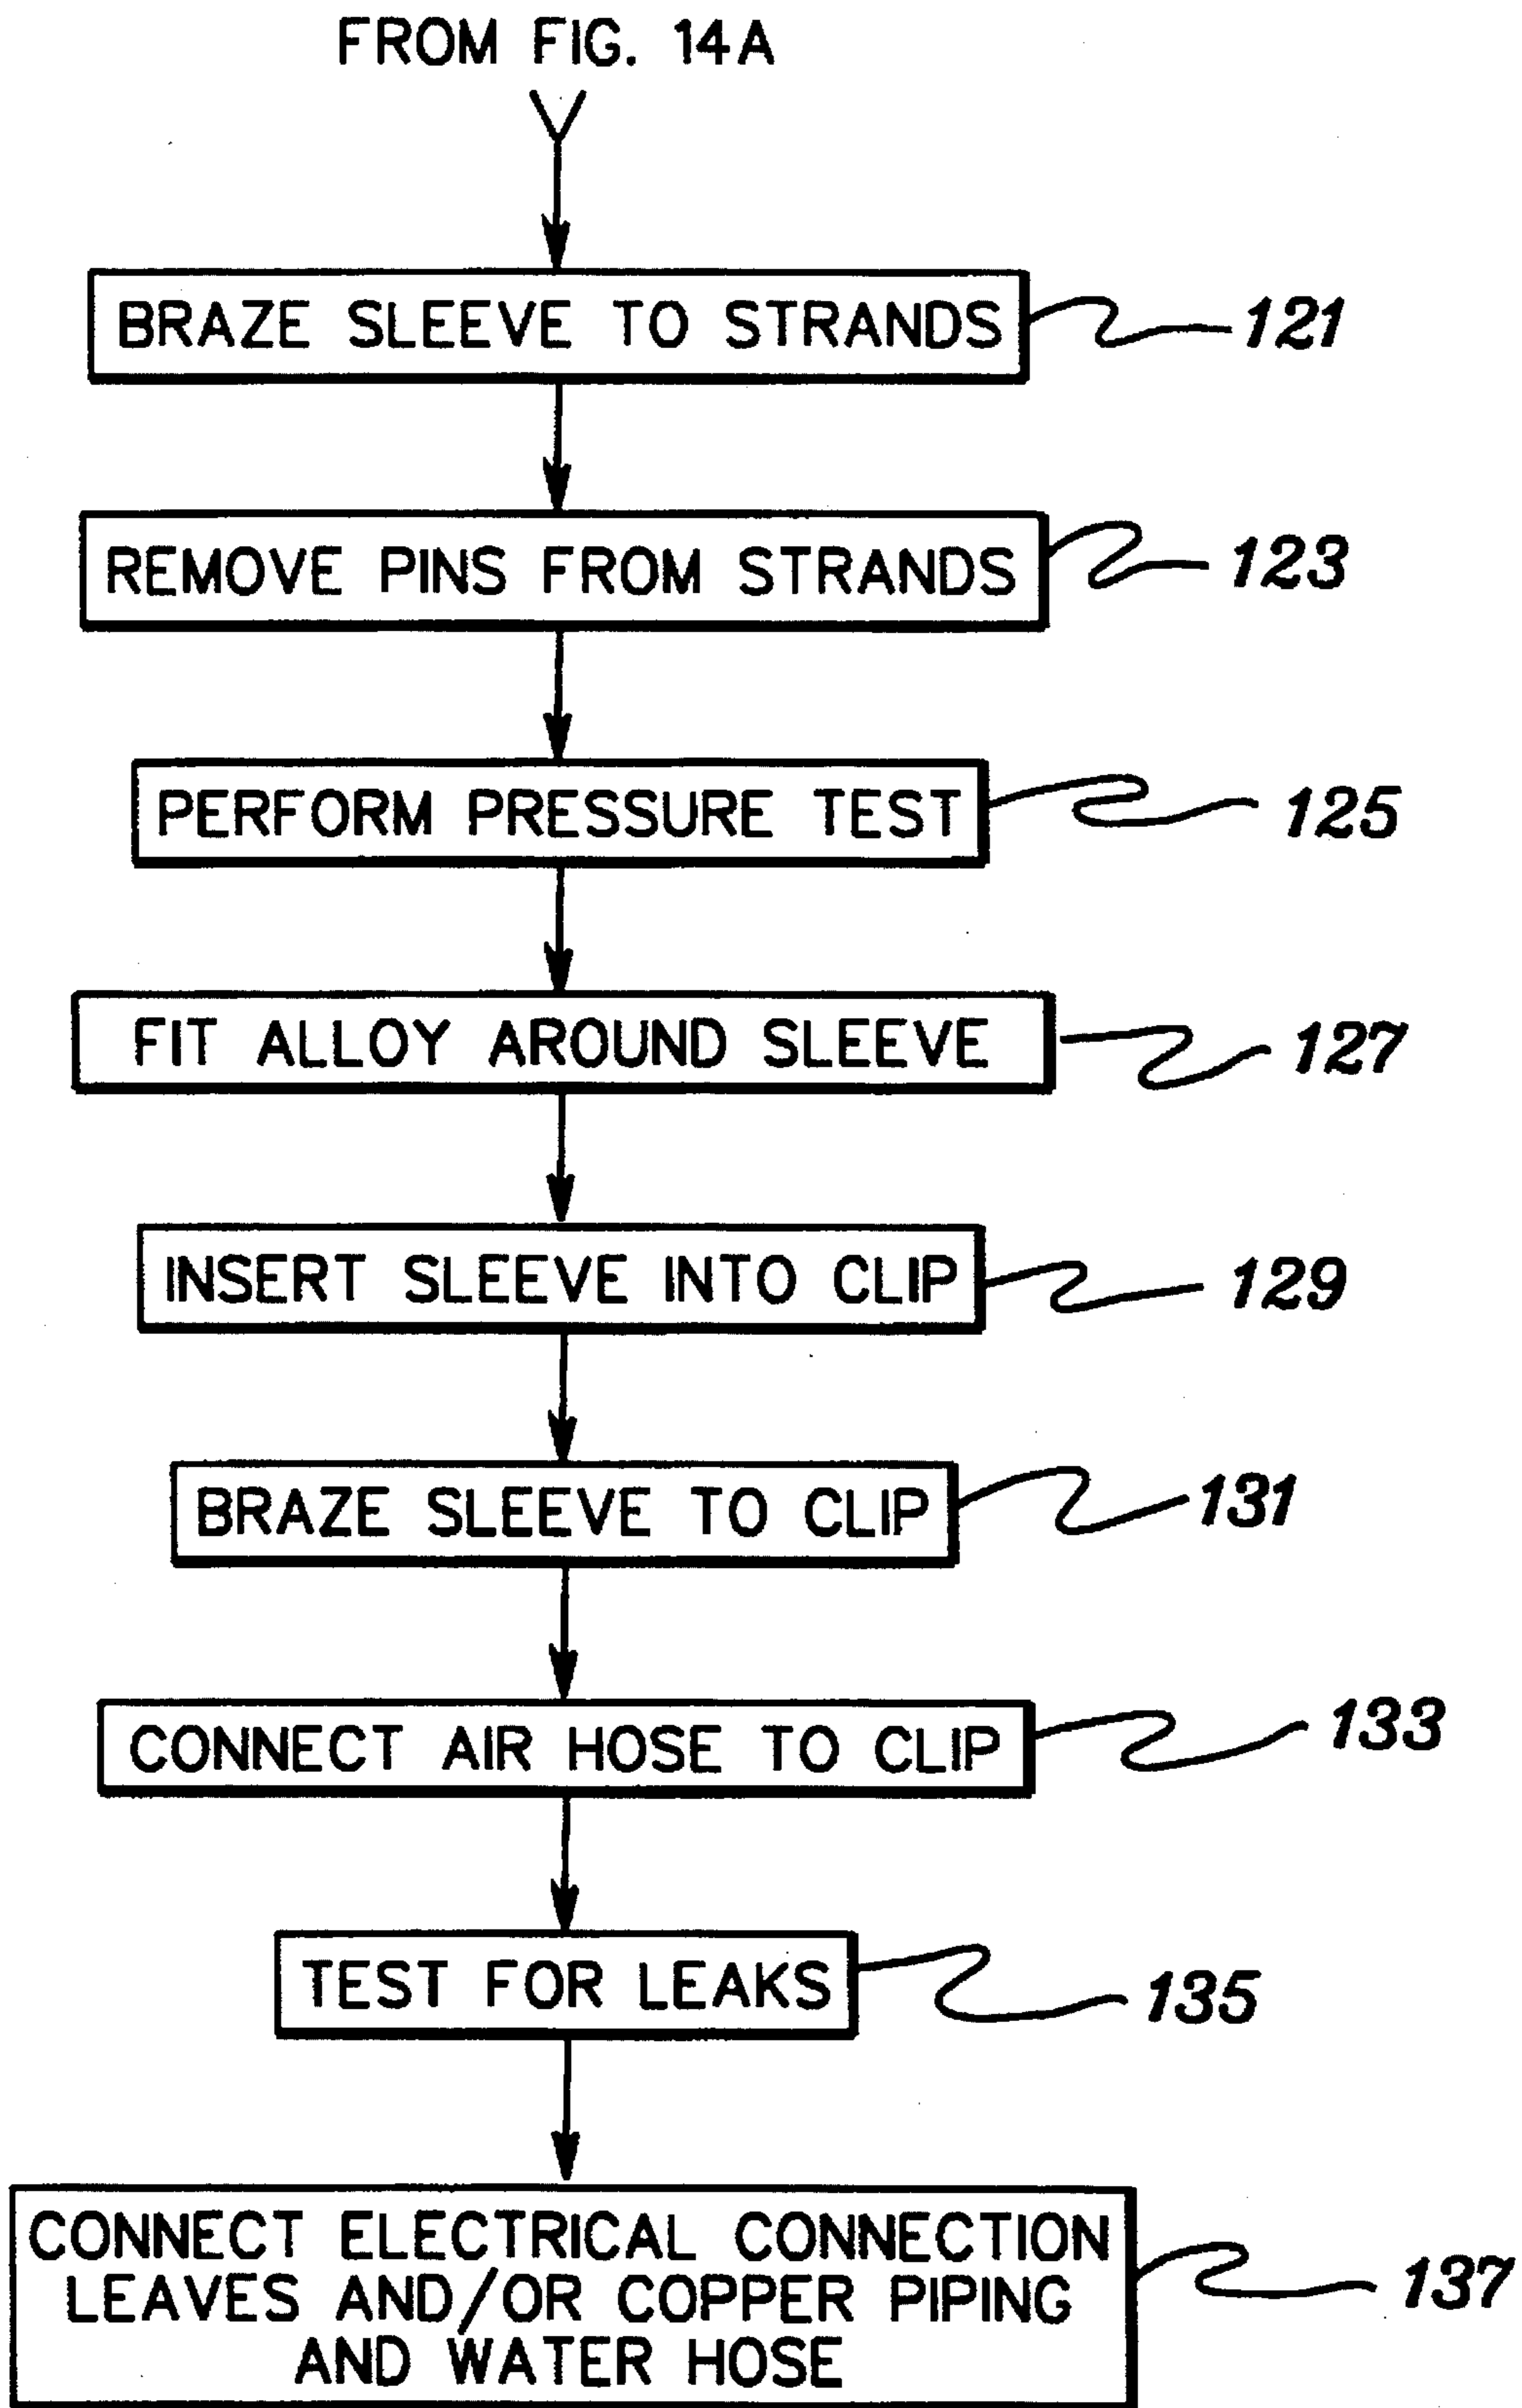 FROM FIG. 14A
BRAZE SLEEVE TO STRANDS
121
REMOVE PINS FROM STRANDS
123
PERFORM PRESSURE TEST
125
FIT ALLOY AROUND SLEEVE
127
INSERT SLEEVE INTO CLIP
129
BRAZE SLEEVE TO CLIP
131
CONNECT AIR HOSE TO CLIP
133
TEST FOR LEAKS
135
CONNECT ELECTRICAL CONNECTION
LEAVES AND/OR COPPER PIPING
AND WATER HOSE
137